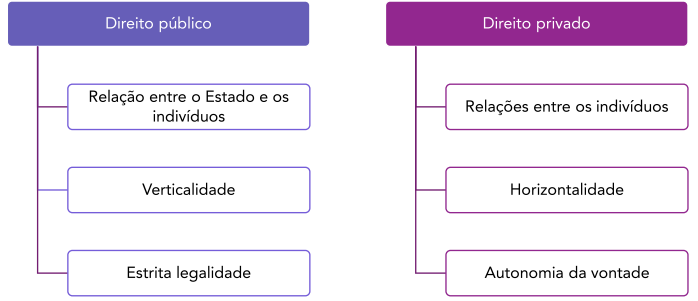 Direito público
Relação entre o Estado e os
indivíduos
Verticalidade
Estrita legalidade
Direito privado
Relações entre os indivíduos
Horizontalidade
Autonomia da vontade